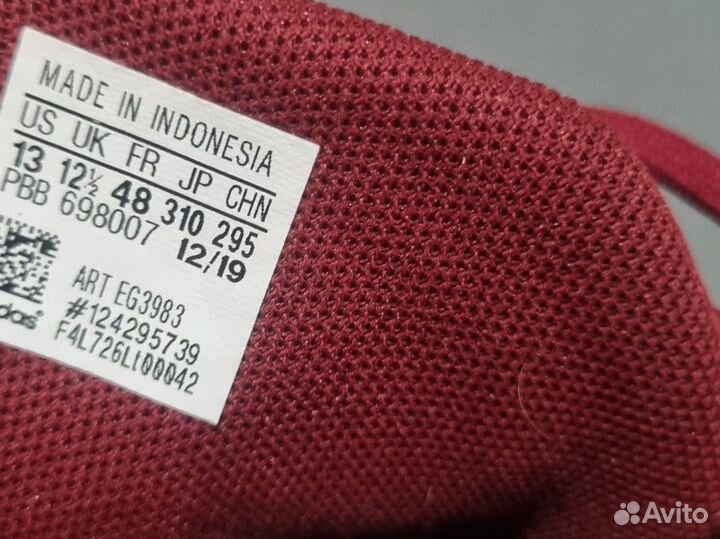 MADE IN INDONESIA
US UK FR JP CHN
13 12½ 48 310 295
PBB 698007 12/19
ART EG3983
#124295739
F4L726Lt00042
Avito